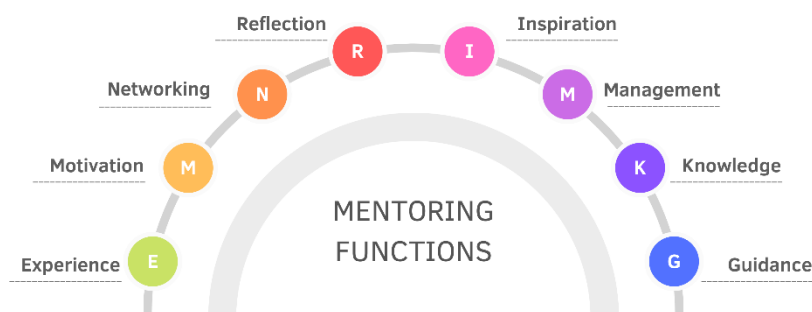 Reflection
R
I
Inspiration
Networking
N
M
Management
Motivation
M
K
Knowledge
MENTORING
FUNCTIONS
Experience
E
G
Guidance